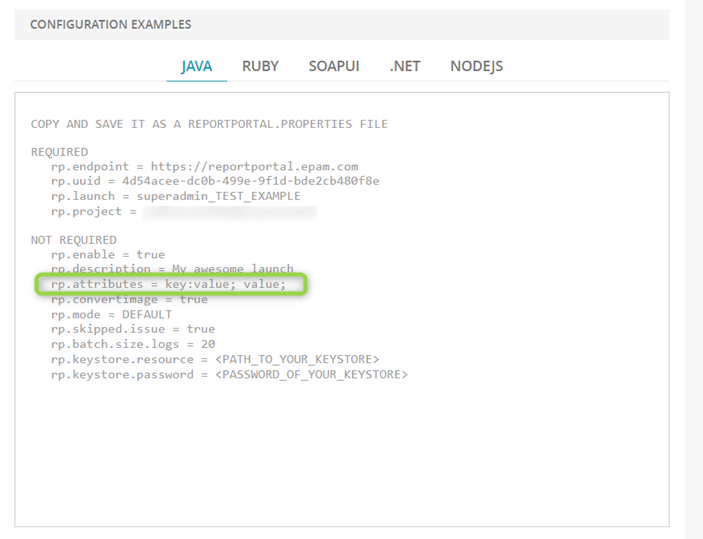 CONFIGURATION EXAMPLES
JAVA RUBY SOAPUI .NET NODEJS
COPY AND SAVE IT AS A REPORTPORTAL.PROPERTIES FILE
REQUIRED
rp.endpoint = https://reportportal.epam.com
rp.uuid = 4d54acee-dc0b-499e-9f1d-bde2cb480f8e
rp.launch = superadmin_TEST_EXAMPLE
rp.project =
NOT REQUIRED
rp.enable = true
rp.description = My awesome launch
rp.attributes = key:value; value;
rp.convertimage = true
rp.mode = DEFAULT
rp.skipped.issue = true
rp.batch.size.logs = 20
rp.keystore.resource = <PATH_TO_YOUR_KEYSTORE>
rp.keystore.password = <PASSWORD_OF_YOUR_KEYSTORE>